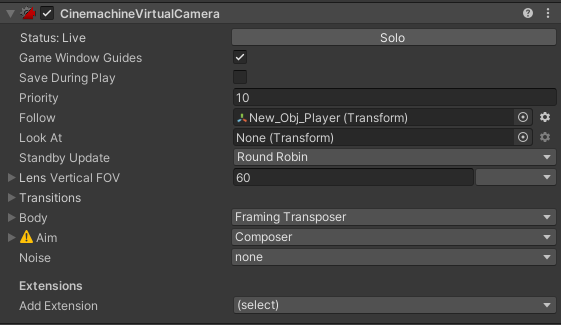 CinemachineVirtualCamera
Status: Live Solo
Game Window Guides
Save During Play
Priority 10
Follow New_Obj_Player (Transform)
Look At None (Transform)
Standby Update Round Robin
Lens Vertical FOV 60
Transitions
Body Framing Transposer
Aim Composer
Noise none
Extensions
Add Extension (select)